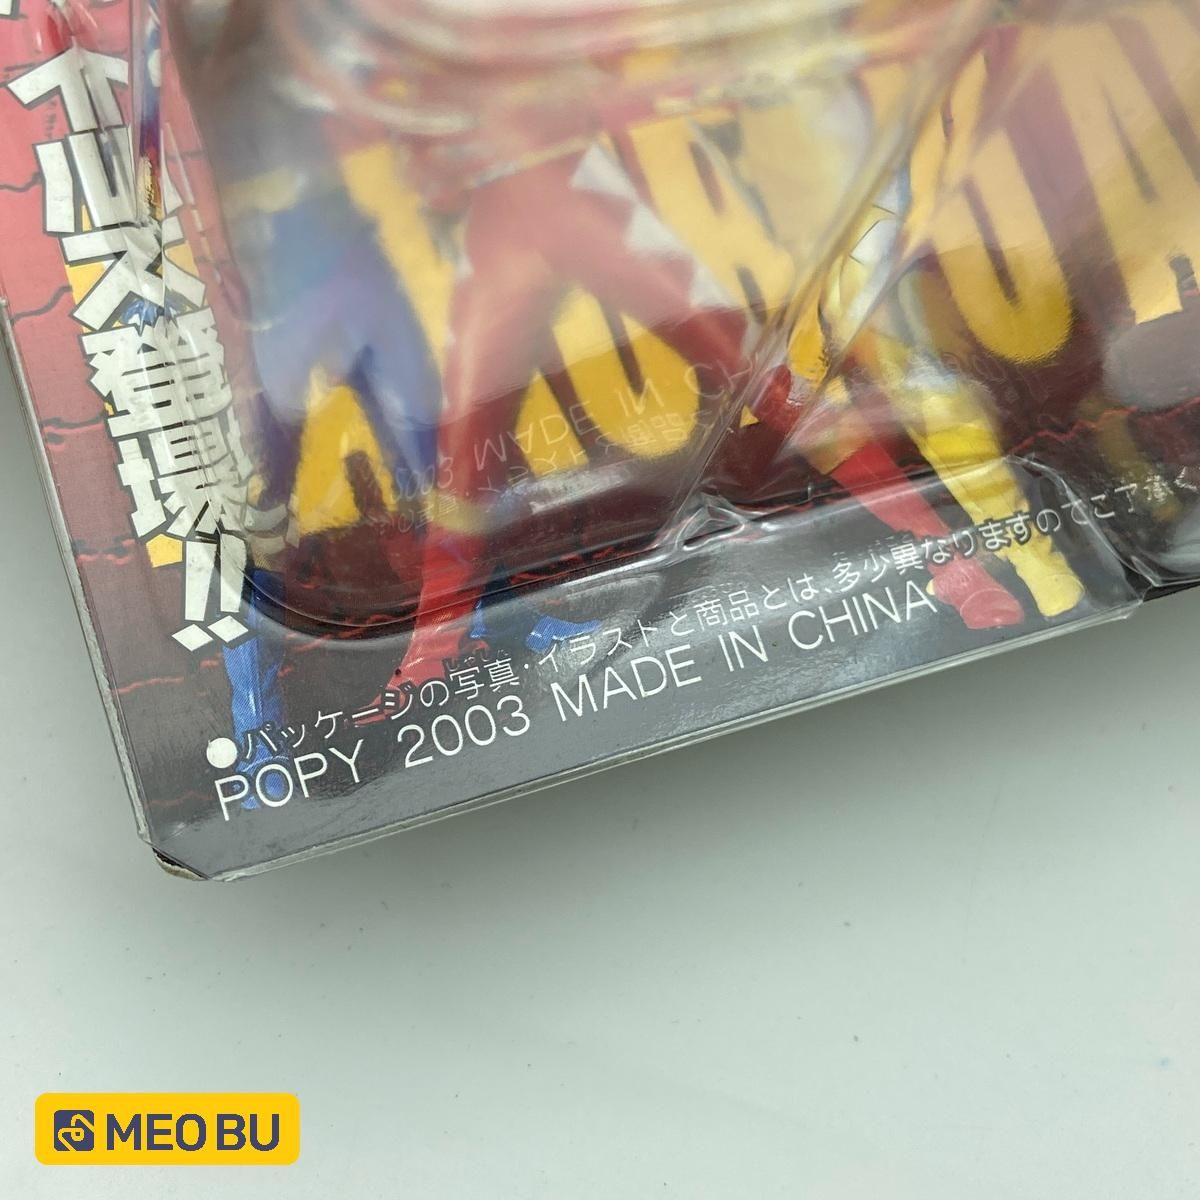 イルス登場!!
●パッケージの写真・イラストと商品とは、多少異なりますのでご了承く
POPY 2003 MADE IN CHINA
MEO BU